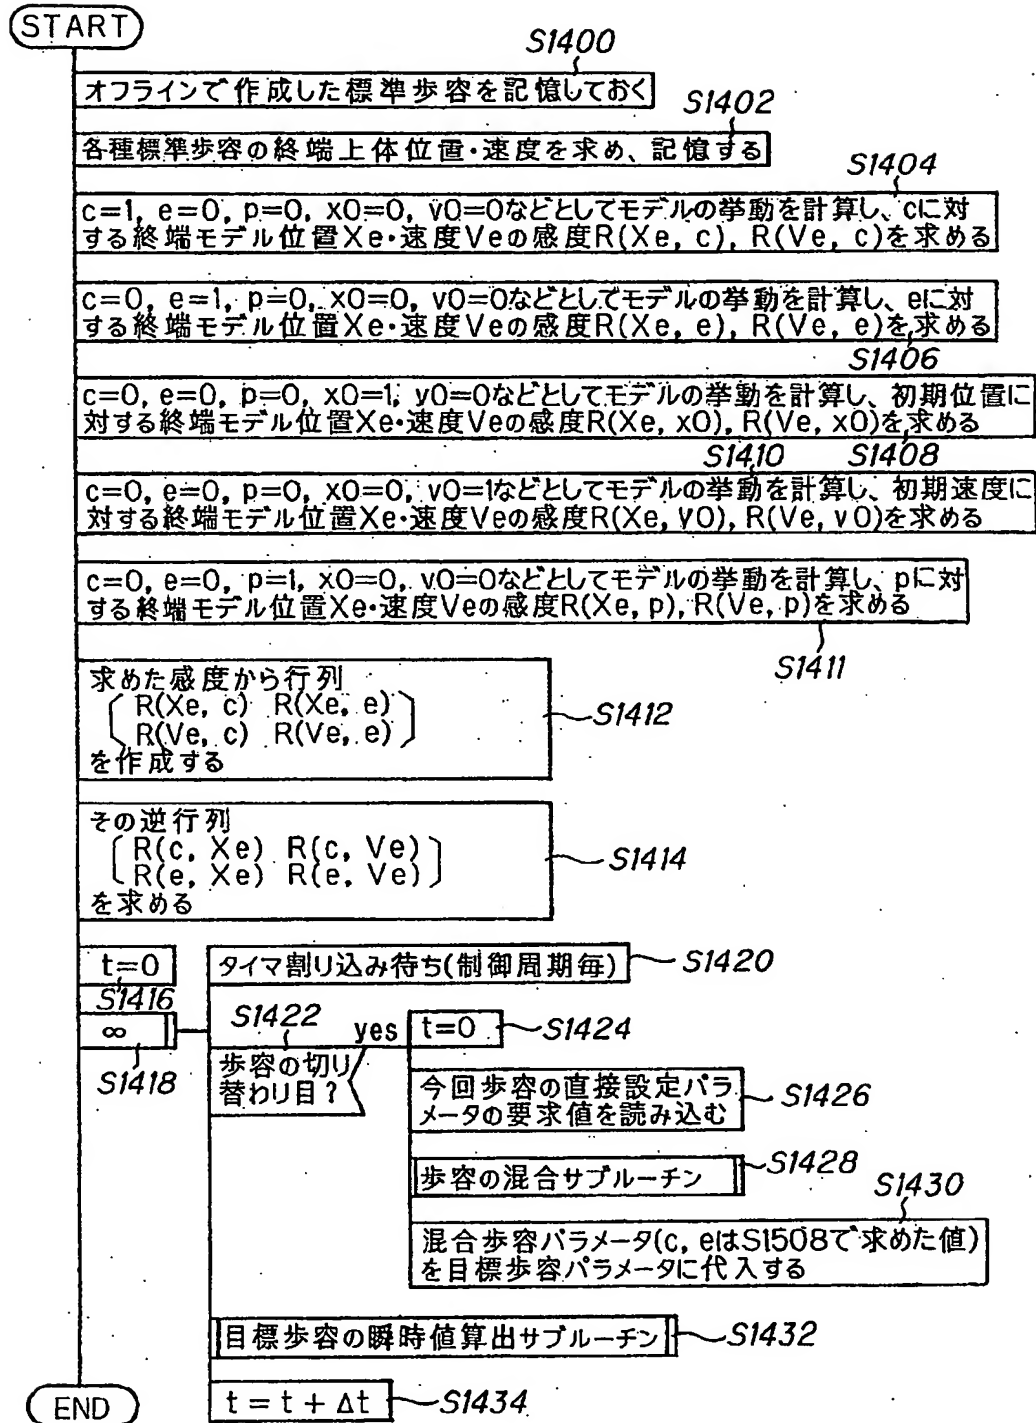 START
S1400
オフラインで作成した標準歩容を記憶しておく
S1402
各種標準歩容の終端上体位置・速度を求め、記憶する
S1404
c=1, e=0, p=0, x0=0, v0=0などとしてモデルの挙動を計算し、cに対
する終端モデル位置Xe・速度Veの感度R(Xe, c), R(Ve, c)を求める
c=0, e=1, p=0, x0=0, v0=0などとしてモデルの挙動を計算し、eに対
する終端モデル位置Xe・速度Veの感度R(Xe, e), R(Ve, e)を求める
S1406
c=0, e=0, p=0, x0=1, v0=0などとしてモデルの挙動を計算し、初期位置に
対する終端モデル位置Xe・速度Veの感度R(Xe, x0), R(Ve, x0)を求める
S1410 S1408
c=0, e=0, p=0, x0=0, v0=1などとしてモデルの挙動を計算し、初期速度に
対する終端モデル位置Xe・速度Veの感度R(Xe, v0), R(Ve, v0)を求める
c=0, e=0, p=1, x0=0, v0=0などとしてモデルの挙動を計算し、pに対
する終端モデル位置Xe・速度Veの感度R(Xe, p), R(Ve, p)を求める
S1411
求めた感度から行列
R(Xe, c) R(Xe, e)
R(Ve, c) R(Ve, e)
を作成する
S1412
その逆行列
R(c, Xe) R(c, Ve)
R(e, Xe) R(e, Ve)
を求める
S1414
t=0
S1416
∞
S1418
タイマ割り込み待ち(制御周期毎)
S1420
S1422
歩容の切り
替わり目?
yes
t=0
S1424
今回歩容の直接設定パラ
メータの要求値を読み込む
S1426
歩容の混合サブルーチン
S1428
S1430
混合歩容パラメータ(c, eはS1508で求めた値)
を目標歩容パラメータに代入する
目標歩容の瞬時値算出サブルーチン
S1432
t = t + Δt
S1434
END